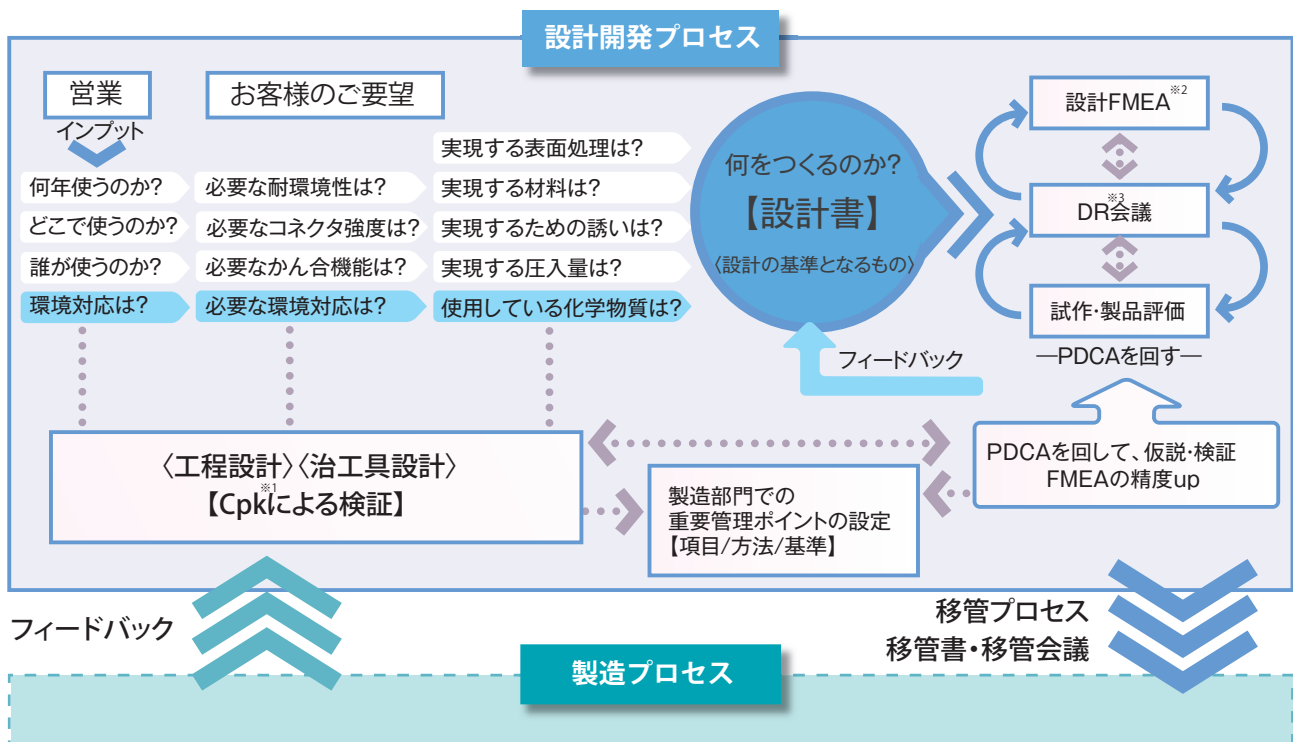 設計開発プロセス
営業
インプット
お客様のご要望
実現する表面処理は?
何年使うのか?
必要な耐環境性は?
実現する材料は?
どこで使うのか?
必要なコネクタ強度は?
実現するための誘いは?
誰が使うのか?
必要なかん合機能は?
実現する圧入量は?
環境対応は?
必要な環境対応は?
使用している化学物質は?
何をつくるのか?
【設計書】
〈設計の基準となるもの〉
設計FMEA※2
DR会議※3
試作・製品評価
―PDCAを回す―
フィードバック
PDCAを回して、仮説・検証
FMEAの精度up
〈工程設計〉〈治工具設計〉
【Cpk※1による検証】
製造部門での
重要管理ポイントの設定
【項目/方法/基準】
フィードバック
移管プロセス
移管書・移管会議
製造プロセス